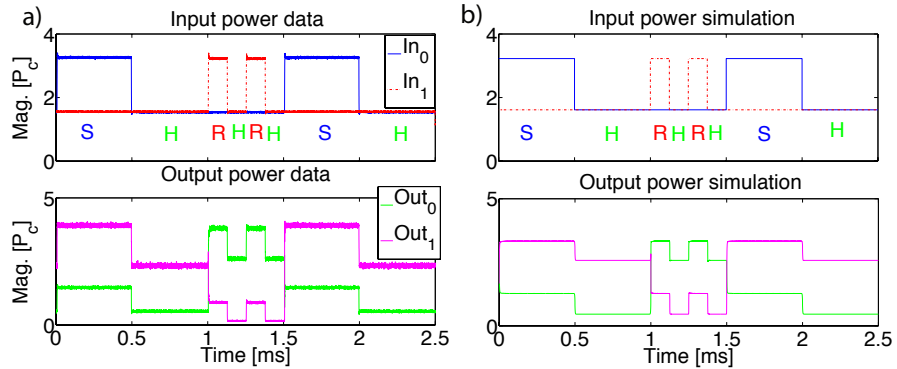 a)
Input power data
Mag. [P_c]
4
2
0
In_0
In_1
S H R H R H S H
Output power data
Mag. [P_c]
5
0
Out_0
Out_1
0 0.5 1 1.5 2 2.5
Time [ms]
b)
Input power simulation
4
2
0
S H R H R H S H
Output power simulation
5
0
0 0.5 1 1.5 2 2.5
Time [ms]